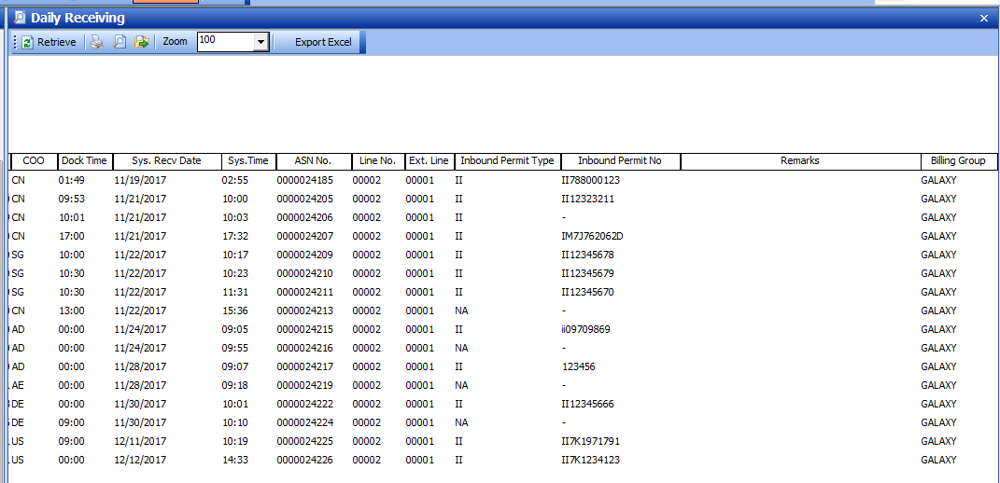 Daily Receiving
Retrieve Zoom 100 Export Excel
COO Dock Time Sys. Recv Date Sys.Time ASN No. Line No. Ext. Line Inbound Permit Type Inbound Permit No Remarks Billing Group
CN 01:49 11/19/2017 02:55 0000024185 00002 00001 II II788000123 GALAXY
CN 09:53 11/21/2017 10:00 0000024205 00002 00001 II II12323211 GALAXY
CN 10:01 11/21/2017 10:03 0000024206 00002 00001 II - GALAXY
CN 17:00 11/21/2017 17:32 0000024207 00002 00001 II IM7J762062D GALAXY
SG 10:00 11/22/2017 10:17 0000024209 00002 00001 II II12345678 GALAXY
SG 10:30 11/22/2017 10:23 0000024210 00002 00001 II II12345679 GALAXY
SG 10:30 11/22/2017 11:31 0000024211 00002 00001 II II12345670 GALAXY
CN 13:00 11/22/2017 15:36 0000024213 00002 00001 NA - GALAXY
AD 00:00 11/24/2017 09:05 0000024215 00002 00001 II ii09709869 GALAXY
AD 00:00 11/24/2017 09:55 0000024216 00002 00001 NA - GALAXY
AD 00:00 11/28/2017 09:07 0000024217 00002 00001 II 123456 GALAXY
AE 00:00 11/28/2017 09:18 0000024219 00002 00001 NA - GALAXY
DE 00:00 11/30/2017 10:01 0000024222 00002 00001 II II12345666 GALAXY
DE 09:00 11/30/2017 10:10 0000024224 00002 00001 NA - GALAXY
US 09:00 12/11/2017 10:19 0000024225 00002 00001 II II7K1971791 GALAXY
US 00:00 12/12/2017 14:33 0000024226 00002 00001 II II7K1234123 GALAXY